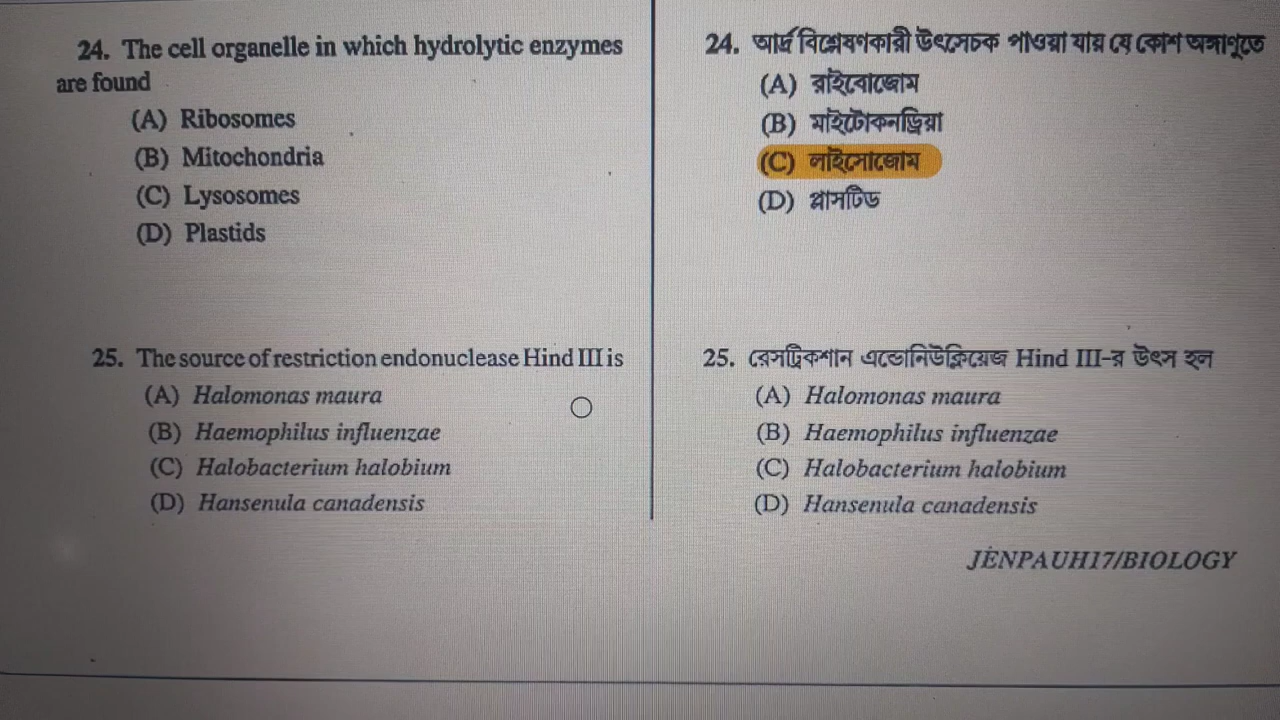 24. The cell organelle in which hydrolytic enzymes
are found
(A) Ribosomes
(B) Mitochondria
(C) Lysosomes
(D) Plastids
25. The source of restriction endonuclease Hind III is
(A) Halomonas maura
(B) Haemophilus influenzae
(C) Halobacterium halobium
(D) Hansenula canadensis
24. আর্দ্র বিশ্লেষণকারী উৎসেচক পাওয়া যায় যে কোশ অঙ্গাণুতে
(A) রাইবোজোম
(B) মাইটোকনড্রিয়া
(C) লাইসোজোম
(D) প্লাসটিড
25. রেসট্রিকশান এন্ডোনিউক্লিয়েজ Hind III-র উৎস হল
(A) Halomonas maura
(B) Haemophilus influenzae
(C) Halobacterium halobium
(D) Hansenula canadensis
JENPAUH17/BIOLOGY